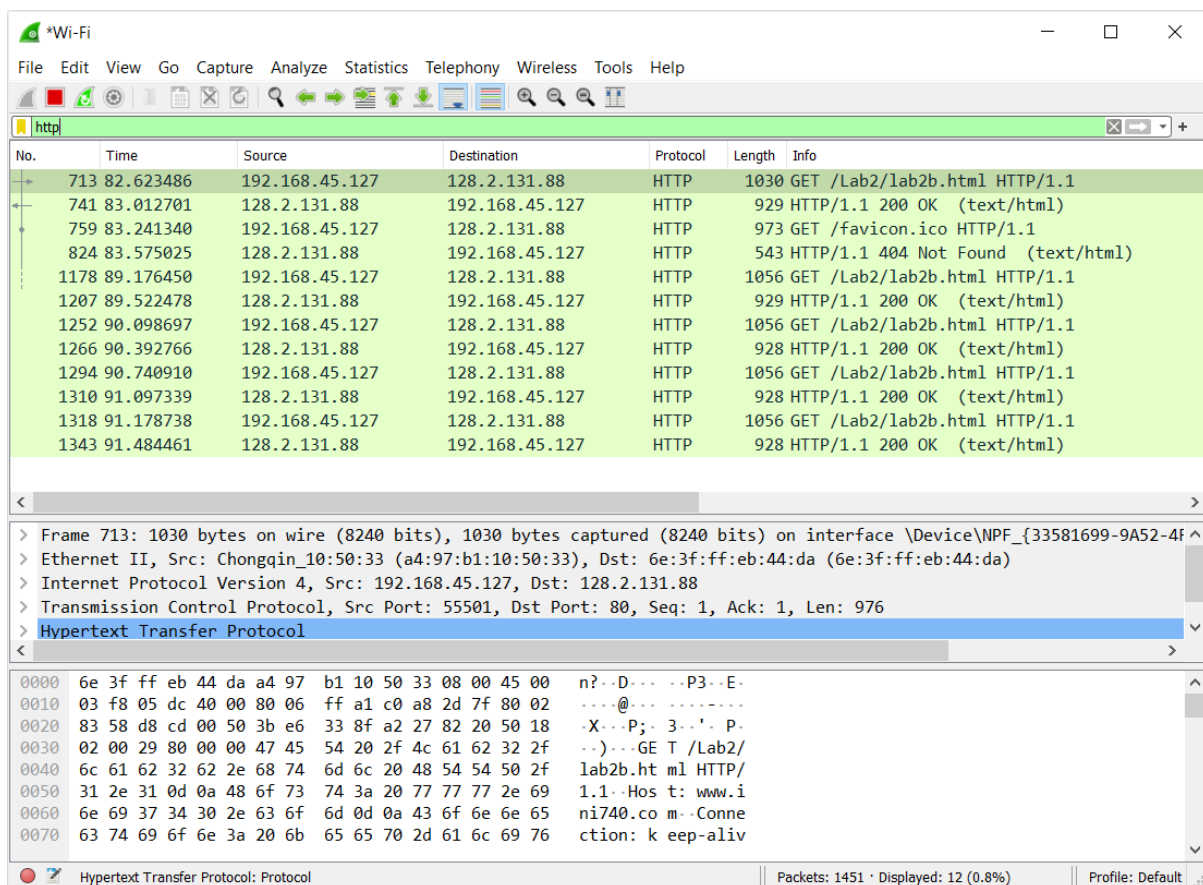 *Wi-Fi
File Edit View Go Capture Analyze Statistics Telephony Wireless Tools Help
http
No. Time Source Destination Protocol Length Info
713 82.623486 192.168.45.127 128.2.131.88 HTTP 1030 GET /Lab2/lab2b.html HTTP/1.1
741 83.012701 128.2.131.88 192.168.45.127 HTTP 929 HTTP/1.1 200 OK (text/html)
759 83.241340 192.168.45.127 128.2.131.88 HTTP 973 GET /favicon.ico HTTP/1.1
824 83.575025 128.2.131.88 192.168.45.127 HTTP 543 HTTP/1.1 404 Not Found (text/html)
1178 89.176450 192.168.45.127 128.2.131.88 HTTP 1056 GET /Lab2/lab2b.html HTTP/1.1
1207 89.522478 128.2.131.88 192.168.45.127 HTTP 929 HTTP/1.1 200 OK (text/html)
1252 90.098697 192.168.45.127 128.2.131.88 HTTP 1056 GET /Lab2/lab2b.html HTTP/1.1
1266 90.392766 128.2.131.88 192.168.45.127 HTTP 928 HTTP/1.1 200 OK (text/html)
1294 90.740910 192.168.45.127 128.2.131.88 HTTP 1056 GET /Lab2/lab2b.html HTTP/1.1
1310 91.097339 128.2.131.88 192.168.45.127 HTTP 928 HTTP/1.1 200 OK (text/html)
1318 91.178738 192.168.45.127 128.2.131.88 HTTP 1056 GET /Lab2/lab2b.html HTTP/1.1
1343 91.484461 128.2.131.88 192.168.45.127 HTTP 928 HTTP/1.1 200 OK (text/html)
> Frame 713: 1030 bytes on wire (8240 bits), 1030 bytes captured (8240 bits) on interface \Device\NPF_{33581699-9A52-4F
> Ethernet II, Src: Chongqin_10:50:33 (a4:97:b1:10:50:33), Dst: 6e:3f:ff:eb:44:da (6e:3f:ff:eb:44:da)
> Internet Protocol Version 4, Src: 192.168.45.127, Dst: 128.2.131.88
> Transmission Control Protocol, Src Port: 55501, Dst Port: 80, Seq: 1, Ack: 1, Len: 976
> Hypertext Transfer Protocol
0000 6e 3f ff eb 44 da a4 97 b1 10 50 33 08 00 45 00 n?··D··· ··P3··E·
0010 03 f8 05 dc 40 00 80 06 ff a1 c0 a8 2d 7f 80 02 ····@··· ····-···
0020 83 58 d8 cd 00 50 3b e6 33 8f a2 27 82 20 50 18 ·X···P;· 3··'· P·
0030 02 00 29 80 00 00 47 45 54 20 2f 4c 61 62 32 2f ··)···GE T /Lab2/
0040 6c 61 62 32 62 2e 68 74 6d 6c 20 48 54 54 50 2f lab2b.ht ml HTTP/
0050 31 2e 31 0d 0a 48 6f 73 74 3a 20 77 77 77 2e 69 1.1··Hos t: www.i
0060 6e 69 37 34 30 2e 63 6f 6d 0d 0a 43 6f 6e 6e 65 ni740.co m··Conne
0070 63 74 69 6f 6e 3a 20 6b 65 65 70 2d 61 6c 69 76 ction: k eep-aliv
Hypertext Transfer Protocol: Protocol Packets: 1451 · Displayed: 12 (0.8%) Profile: Default